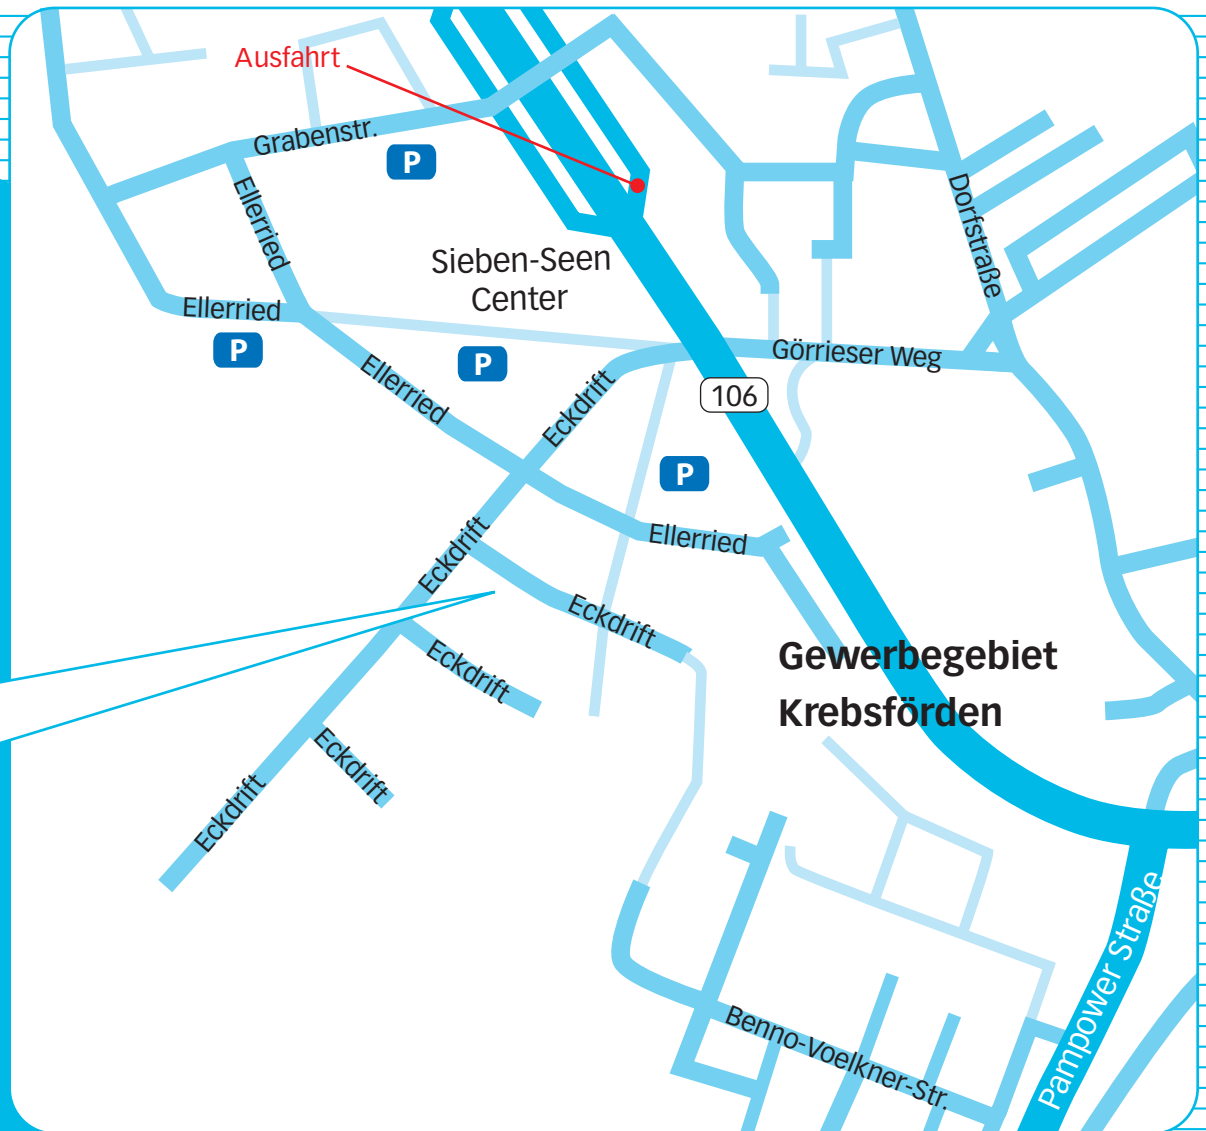 Ausfahrt
Grabenstr.
P
Ellerried
Dorfstraße
Sieben-Seen
Center
Ellerried
P
P
Görrieser Weg
Ellerried
Eckdrift
106
P
Eckdrift
Ellerried
Eckdrift
Eckdrift
Gewerbegebiet
Krebsförden
Eckdrift
Eckdrift
Pampower Straße
Benno-Voelkner-Str.